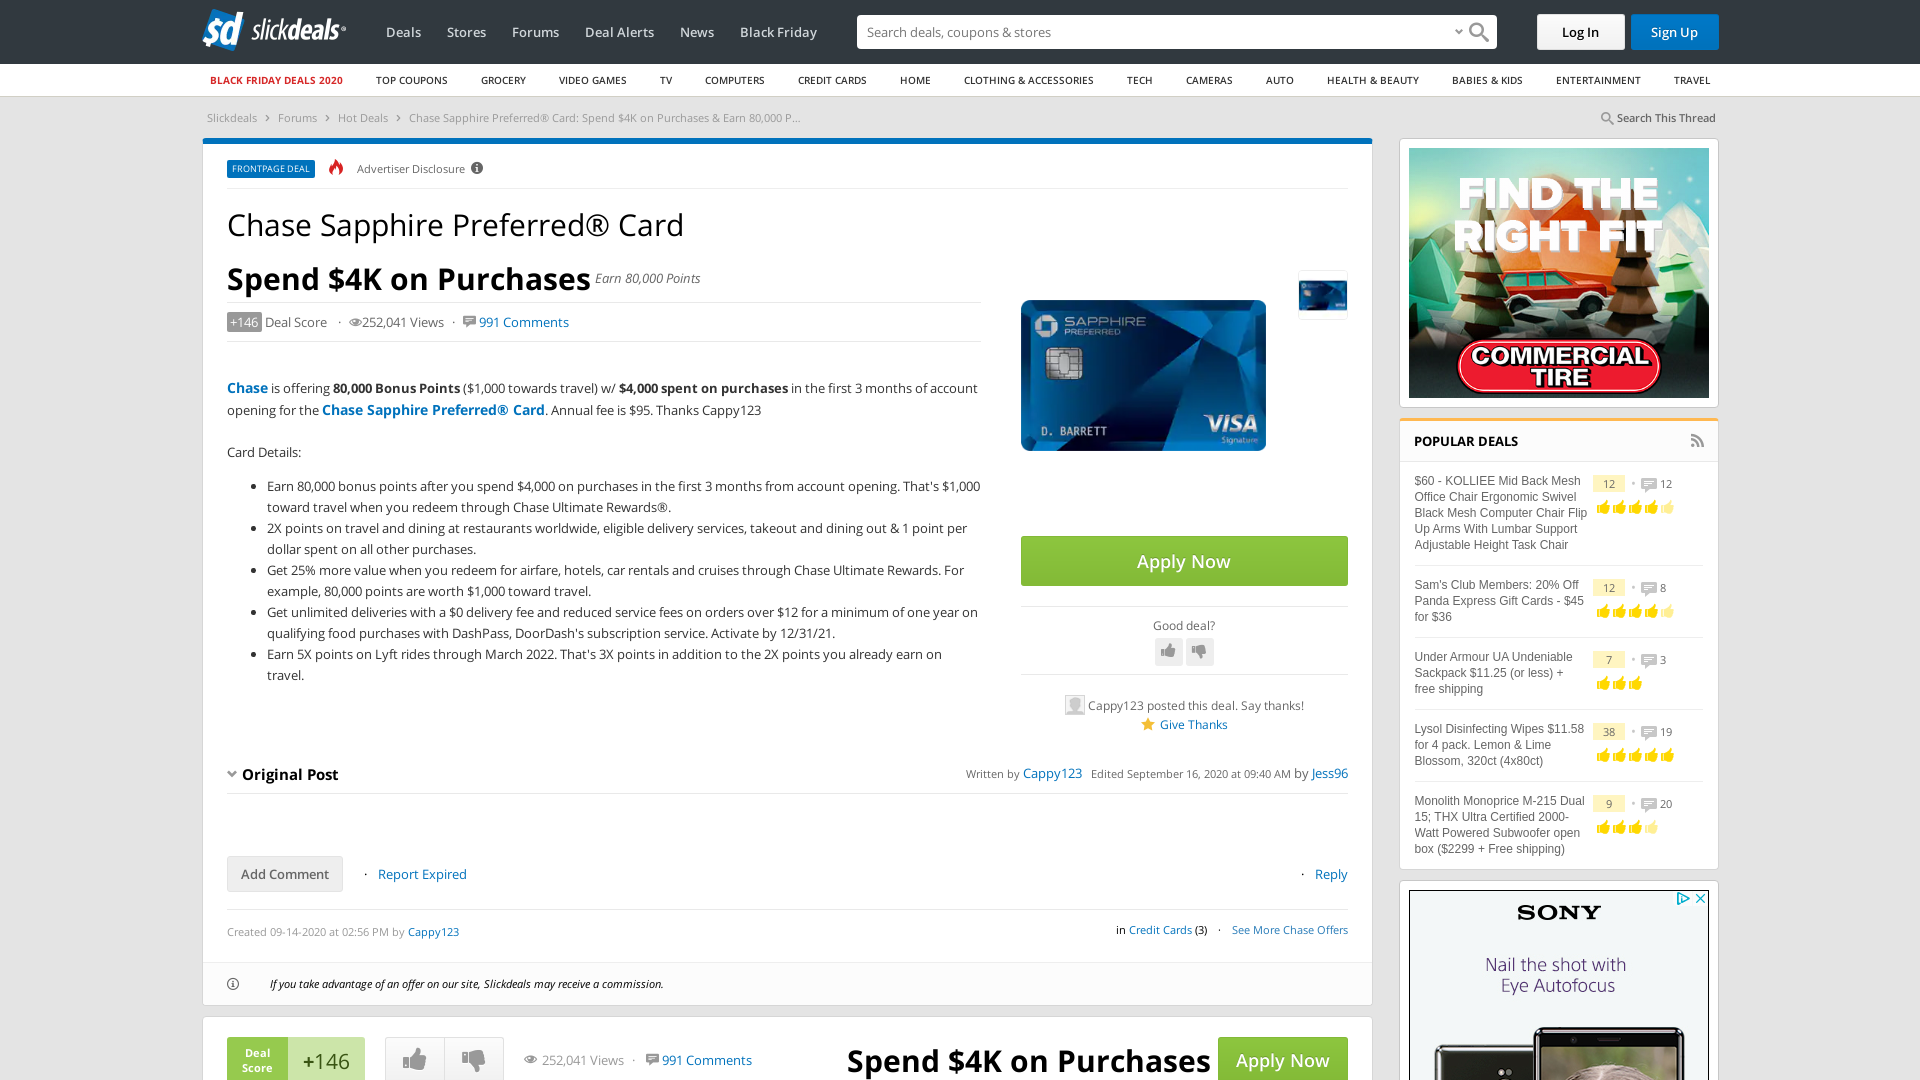 slickdeals
Deals
Stores
Forums
Deal Alerts
News
Black Friday
Search deals, coupons & stores
Log In
Sign Up
BLACK FRIDAY DEALS 2020
TOP COUPONS
GROCERY
VIDEO GAMES
TV
COMPUTERS
CREDIT CARDS
HOME
CLOTHING & ACCESSORIES
TECH
CAMERAS
AUTO
HEALTH & BEAUTY
BABIES & KIDS
ENTERTAINMENT
TRAVEL
Slickdeals > Forums > Hot Deals > Chase Sapphire Preferred® Card: Spend $4K on Purchases & Earn 80,000 P...
Search This Thread
FRONTPAGE DEAL
Advertiser Disclosure
Chase Sapphire Preferred® Card
Spend $4K on Purchases Earn 80,000 Points
+146 Deal Score · 252,041 Views · 991 Comments
Chase is offering 80,000 Bonus Points ($1,000 towards travel) w/ $4,000 spent on purchases in the first 3 months of account
opening for the Chase Sapphire Preferred® Card. Annual fee is $95. Thanks Cappy123
Card Details:
• Earn 80,000 bonus points after you spend $4,000 on purchases in the first 3 months from account opening. That's $1,000
toward travel when you redeem through Chase Ultimate Rewards®.
• 2X points on travel and dining at restaurants worldwide, eligible delivery services, takeout and dining out & 1 point per
dollar spent on all other purchases.
• Get 25% more value when you redeem for airfare, hotels, car rentals and cruises through Chase Ultimate Rewards. For
example, 80,000 points are worth $1,000 toward travel.
• Get unlimited deliveries with a $0 delivery fee and reduced service fees on orders over $12 for a minimum of one year on
qualifying food purchases with DashPass, DoorDash's subscription service. Activate by 12/31/21.
• Earn 5X points on Lyft rides through March 2022. That's 3X points in addition to the 2X points you already earn on
travel.
SAPPHIRE
PREFERRED
D. BARRETT
VISA
Signature
Apply Now
Good deal?
Cappy123 posted this deal. Say thanks!
Give Thanks
Original Post
Written by Cappy123 Edited September 16, 2020 at 09:40 AM by Jess96
Add Comment
· Report Expired
· Reply
Created 09-14-2020 at 02:56 PM by Cappy123
in Credit Cards (3) · See More Chase Offers
If you take advantage of an offer on our site, Slickdeals may receive a commission.
Deal
Score
+146
252,041 Views · 991 Comments
Spend $4K on Purchases
Apply Now
FIND THE
RIGHT FIT
COMMERCIAL
TIRE
POPULAR DEALS
$60 - KOLLIEE Mid Back Mesh
Office Chair Ergonomic Swivel
Black Mesh Computer Chair Flip
Up Arms With Lumbar Support
Adjustable Height Task Chair
12 • 12
Sam's Club Members: 20% Off
Panda Express Gift Cards - $45
for $36
12 • 8
Under Armour UA Undeniable
Sackpack $11.25 (or less) +
free shipping
7 • 3
Lysol Disinfecting Wipes $11.58
for 4 pack. Lemon & Lime
Blossom, 320ct (4x80ct)
38 • 19
Monolith Monoprice M-215 Dual
15; THX Ultra Certified 2000-
Watt Powered Subwoofer open
box ($2299 + Free shipping)
9 • 20
SONY
Nail the shot with
Eye Autofocus